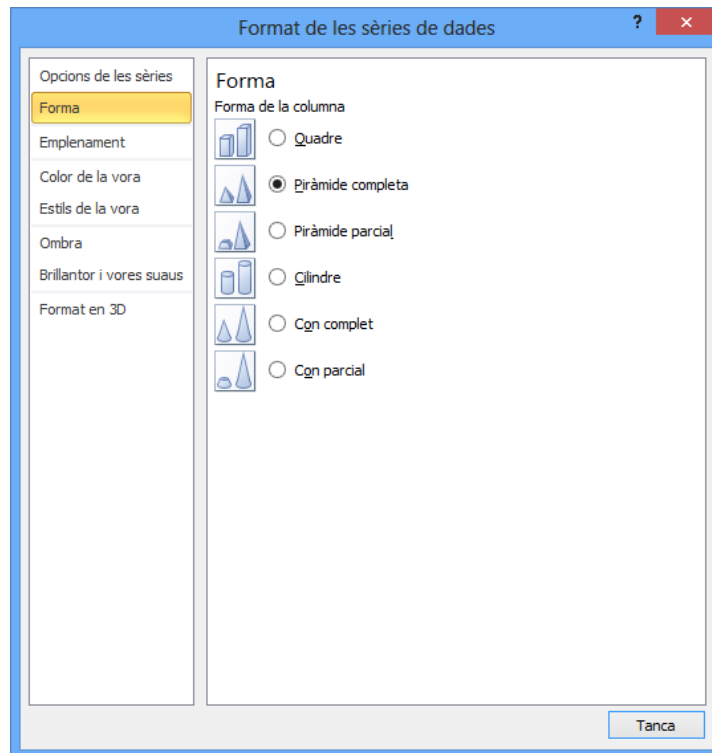 Format de les sèries de dades
?
×
Opcions de les sèries
Forma
Emplenament
Color de la vora
Estils de la vora
Ombra
Brillantor i vores suaus
Format en 3D
Forma
Forma de la columna
Quadre
Piràmide completa
Piràmide parcial
Cilindre
Con complet
Con parcial
Tanca